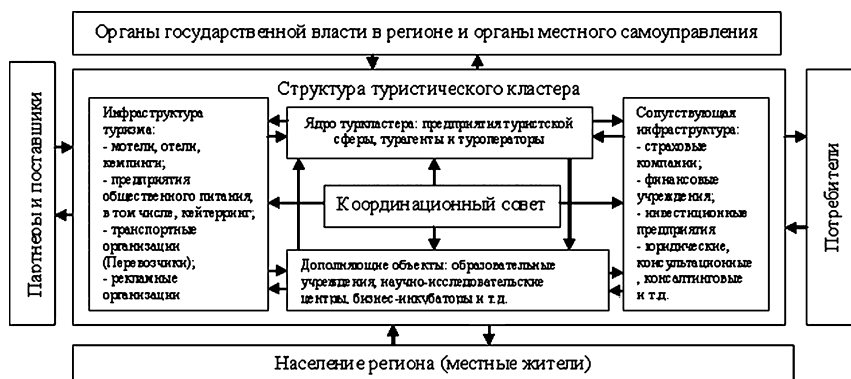 Органы государственной власти в регионе и органы местного самоуправления
Партнеры и поставщики
Структура туристического кластера
Инфраструктура
туризма:
- мотели, отели,
кемпинги;
- предприятия
общественного питания,
в том числе, кейтерринг;
- транспортные
организации
(Перевозчики);
- рекламные
организации
Ядро туркластера: предприятия туристской
сферы, турагенты и туроператоры
Координационный совет
Дополняющие объекты: образовательные
учреждения, научно-исследовательские
центры, бизнес-инкубаторы и т.д.
Сопутствующая
инфраструктура:
- страховые
компании;
- финансовые
учреждения;
- инвестиционные
предприятия
- юридические,
консультационные
, консалтинговые
и т.д.
Потребители
Население региона (местные жители)